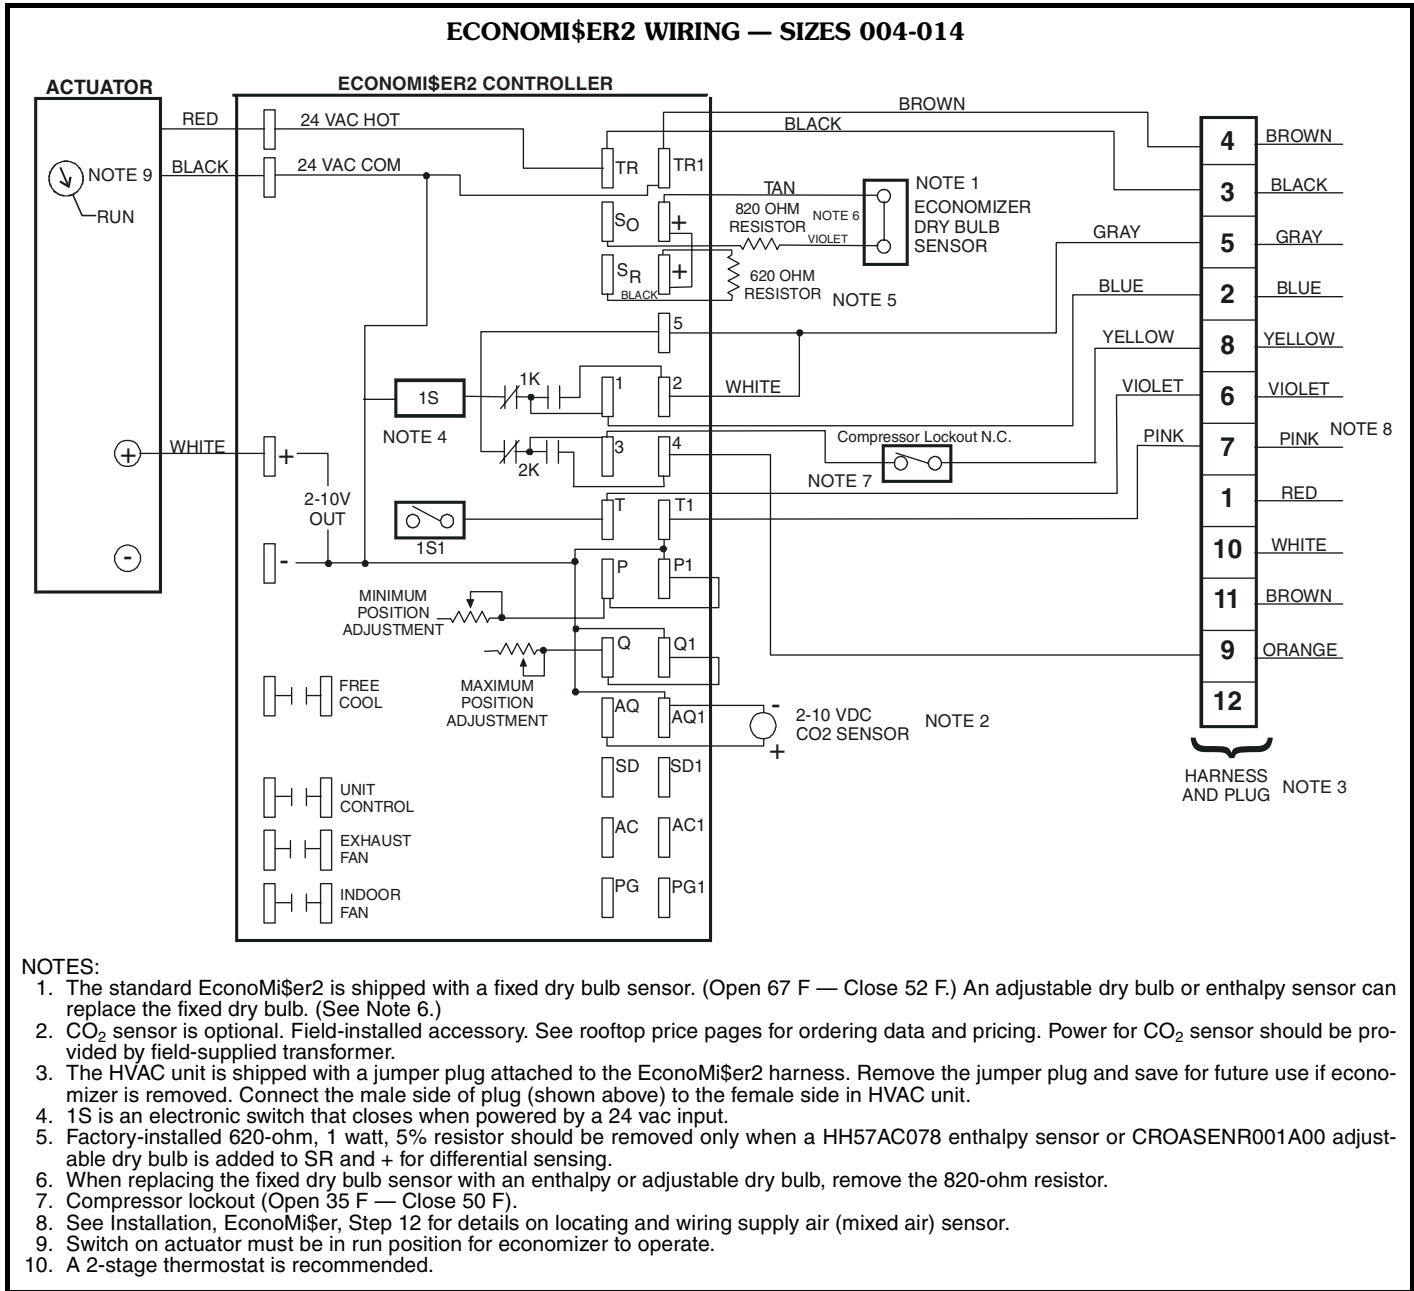 ECONOMI$ER2 WIRING — SIZES 004-014
ACTUATOR
ECONOMI$ER2 CONTROLLER
RED
24 VAC HOT
BROWN
BLACK
4
BROWN
BLACK
24 VAC COM
TR
TR1
NOTE 9
RUN
TAN
NOTE 1
ECONOMIZER
DRY BULB
SENSOR
3
BLACK
SO
+
820 OHM
RESISTOR
NOTE 6
VIOLET
GRAY
5
GRAY
SR
+
BLACK
620 OHM
RESISTOR
NOTE 5
BLUE
2
BLUE
5
YELLOW
8
YELLOW
1S
NOTE 4
1K
1
2
WHITE
VIOLET
6
VIOLET
NOTE 8
+
WHITE
+
2K
3
4
Compressor Lockout N.C.
NOTE 7
PINK
7
PINK
2-10V
OUT
1S1
T
T1
1
RED
-
-
P
P1
10
WHITE
MINIMUM
POSITION
ADJUSTMENT
11
BROWN
Q
Q1
9
ORANGE
MAXIMUM
POSITION
ADJUSTMENT
FREE
COOL
AQ
AQ1
-
+
2-10 VDC
CO2 SENSOR
NOTE 2
12
HARNESS
AND PLUG
NOTE 3
UNIT
CONTROL
SD
SD1
EXHAUST
FAN
AC
AC1
INDOOR
FAN
PG
PG1
NOTES:
1. The standard EconoMi$er2 is shipped with a fixed dry bulb sensor. (Open 67 F — Close 52 F.) An adjustable dry bulb or enthalpy sensor can
replace the fixed dry bulb. (See Note 6.)
2. CO2 sensor is optional. Field-installed accessory. See rooftop price pages for ordering data and pricing. Power for CO2 sensor should be pro-
vided by field-supplied transformer.
3. The HVAC unit is shipped with a jumper plug attached to the EconoMi$er2 harness. Remove the jumper plug and save for future use if econo-
mizer is removed. Connect the male side of plug (shown above) to the female side in HVAC unit.
4. 1S is an electronic switch that closes when powered by a 24 vac input.
5. Factory-installed 620-ohm, 1 watt, 5% resistor should be removed only when a HH57AC078 enthalpy sensor or CROASENR001A00 adjust-
able dry bulb is added to SR and + for differential sensing.
6. When replacing the fixed dry bulb sensor with an enthalpy or adjustable dry bulb, remove the 820-ohm resistor.
7. Compressor lockout (Open 35 F — Close 50 F).
8. See Installation, EconoMi$er, Step 12 for details on locating and wiring supply air (mixed air) sensor.
9. Switch on actuator must be in run position for economizer to operate.
10. A 2-stage thermostat is recommended.